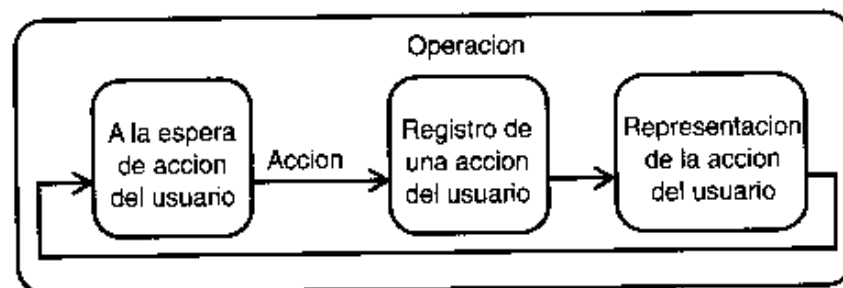 Operacion
A la espera
de accion
del usuario
Accion
Registro de
una accion
del usuario
Representacion
de la accion
del usuario